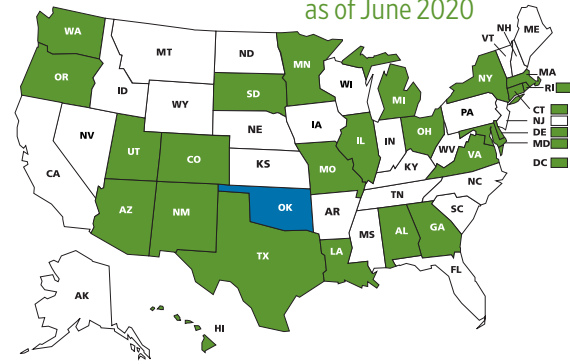 as of June 2020
WA
MT
ND
MN
VT
NH
ME
OR
ID
WY
SD
WI
MI
NY
MA
RI
CT
NJ
DE
MD
DC
NV
UT
CO
NE
IA
IL
IN
OH
PA
WV
VA
CA
KS
MO
KY
NC
TN
SC
AZ
NM
OK
AR
MS
AL
GA
TX
LA
FL
AK
HI